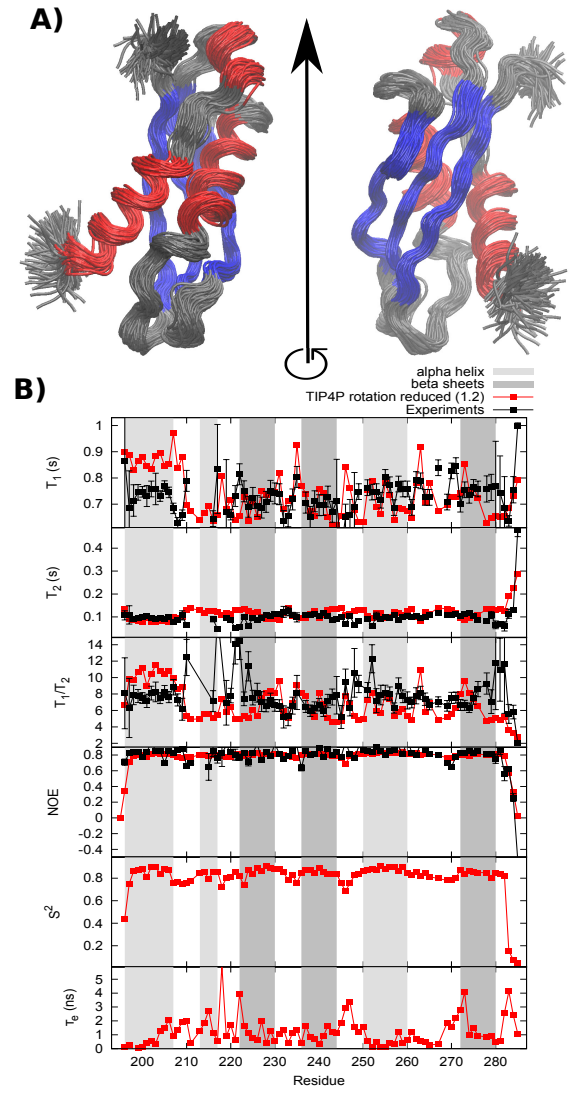 A)
B)
alpha helix
beta sheets
TIP4P rotation reduced (1.2)
Experiments
1
0.9
0.8
0.7
T1 (s)
0.4
0.3
0.2
0.1
T2 (s)
14
12
10
8
6
4
2
T1/T2
0.8
0.6
0.4
0.2
0
-0.2
-0.4
NOE
0.8
0.6
0.4
0.2
S2
5
4
3
2
1
0
τe (ns)
200 210 220 230 240 250 260 270 280
Residue